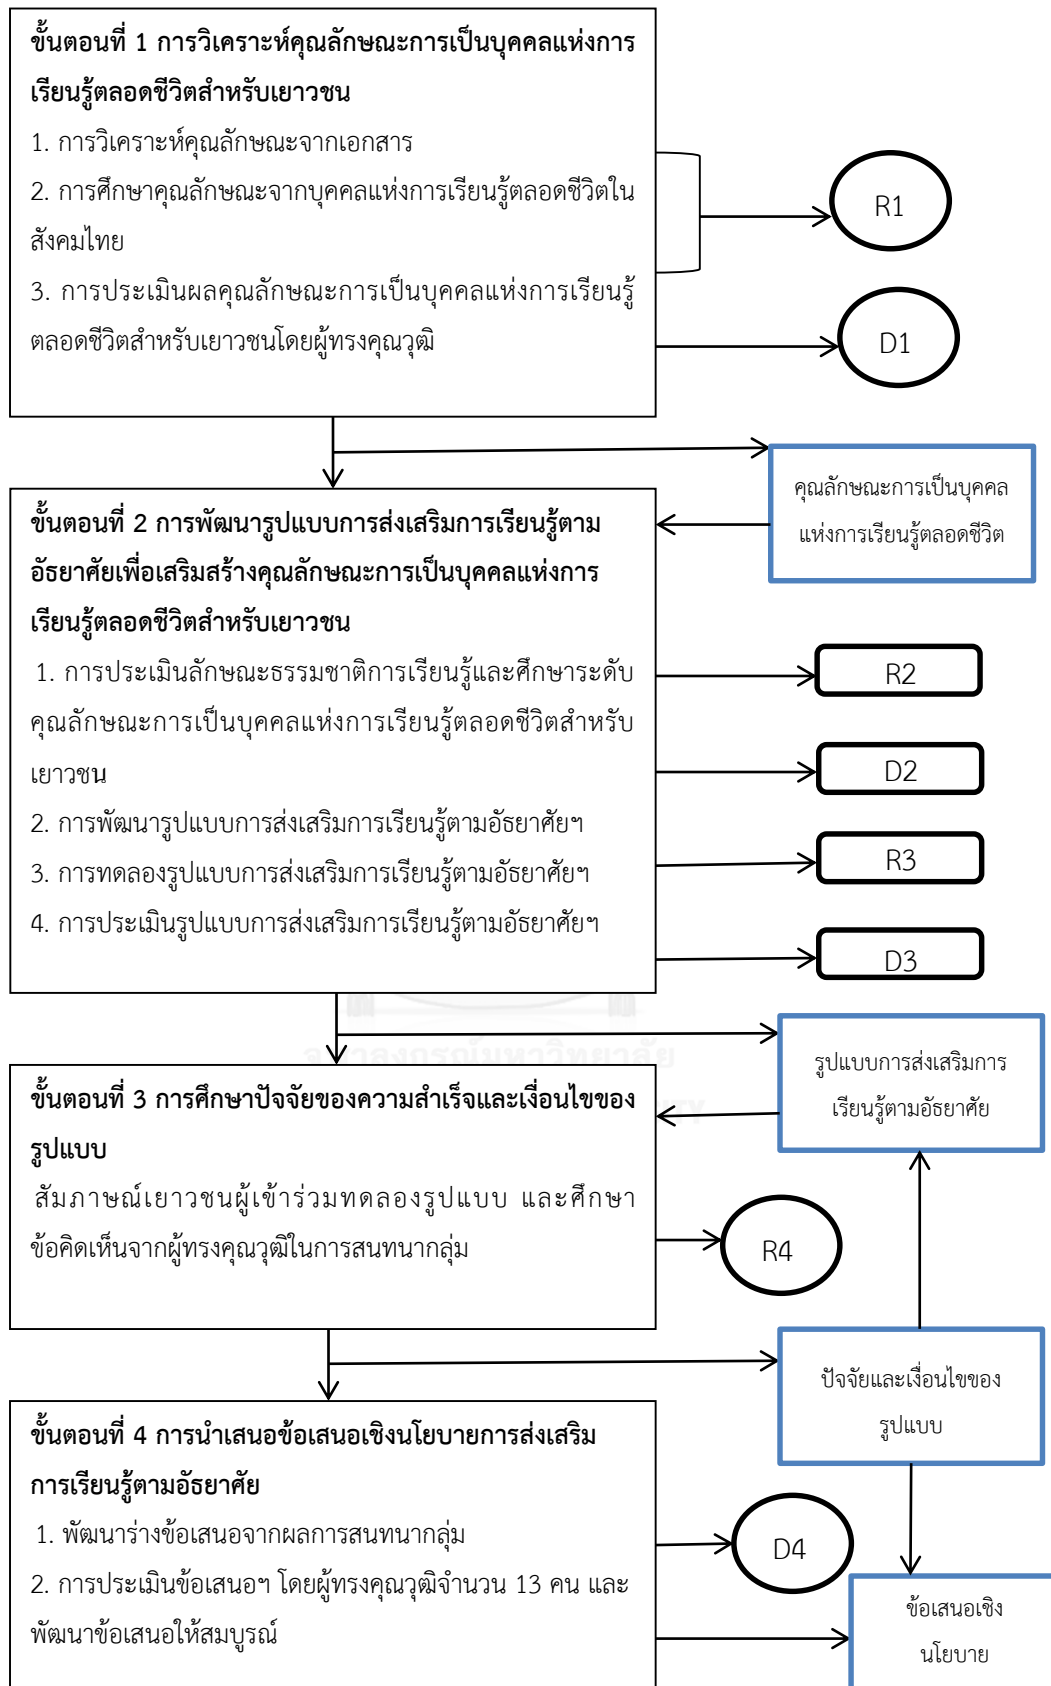 ขั้นตอนที่ 1 การวิเคราะห์คุณลักษณะการเป็นบุคคลแห่งการ
เรียนรู้ตลอดชีวิตสำหรับเยาวชน
1. การวิเคราะห์คุณลักษณะจากเอกสาร
2. การศึกษาคุณลักษณะจากบุคคลแห่งการเรียนรู้ตลอดชีวิตใน
สังคมไทย
3. การประเมินผลคุณลักษณะการเป็นบุคคลแห่งการเรียนรู้
ตลอดชีวิตสำหรับเยาวชนโดยผู้ทรงคุณวุฒิ
R1
D1
คุณลักษณะการเป็นบุคคล
แห่งการเรียนรู้ตลอดชีวิต
ขั้นตอนที่ 2 การพัฒนารูปแบบการส่งเสริมการเรียนรู้ตาม
อัธยาศัยเพื่อเสริมสร้างคุณลักษณะการเป็นบุคคลแห่งการ
เรียนรู้ตลอดชีวิตสำหรับเยาวชน
1. การประเมินลักษณะธรรมชาติการเรียนรู้และศึกษาระดับ
คุณลักษณะการเป็นบุคคลแห่งการเรียนรู้ตลอดชีวิตสำหรับ
เยาวชน
2. การพัฒนารูปแบบการส่งเสริมการเรียนรู้ตามอัธยาศัยฯ
3. การทดลองรูปแบบการส่งเสริมการเรียนรู้ตามอัธยาศัยฯ
4. การประเมินรูปแบบการส่งเสริมการเรียนรู้ตามอัธยาศัยฯ
R2
D2
R3
D3
รูปแบบการส่งเสริมการ
เรียนรู้ตามอัธยาศัย
ขั้นตอนที่ 3 การศึกษาปัจจัยของความสำเร็จและเงื่อนไขของ
รูปแบบ
สัมภาษณ์เยาวชนผู้เข้าร่วมทดลองรูปแบบ และศึกษา
ข้อคิดเห็นจากผู้ทรงคุณวุฒิในการสนทนากลุ่ม
R4
ปัจจัยและเงื่อนไขของ
รูปแบบ
ขั้นตอนที่ 4 การนำเสนอข้อเสนอเชิงนโยบายการส่งเสริม
การเรียนรู้ตามอัธยาศัย
1. พัฒนาร่างข้อเสนอจากผลการสนทนากลุ่ม
2. การประเมินข้อเสนอฯ โดยผู้ทรงคุณวุฒิจำนวน 13 คน และ
พัฒนาข้อเสนอให้สมบูรณ์
D4
ข้อเสนอเชิง
นโยบาย